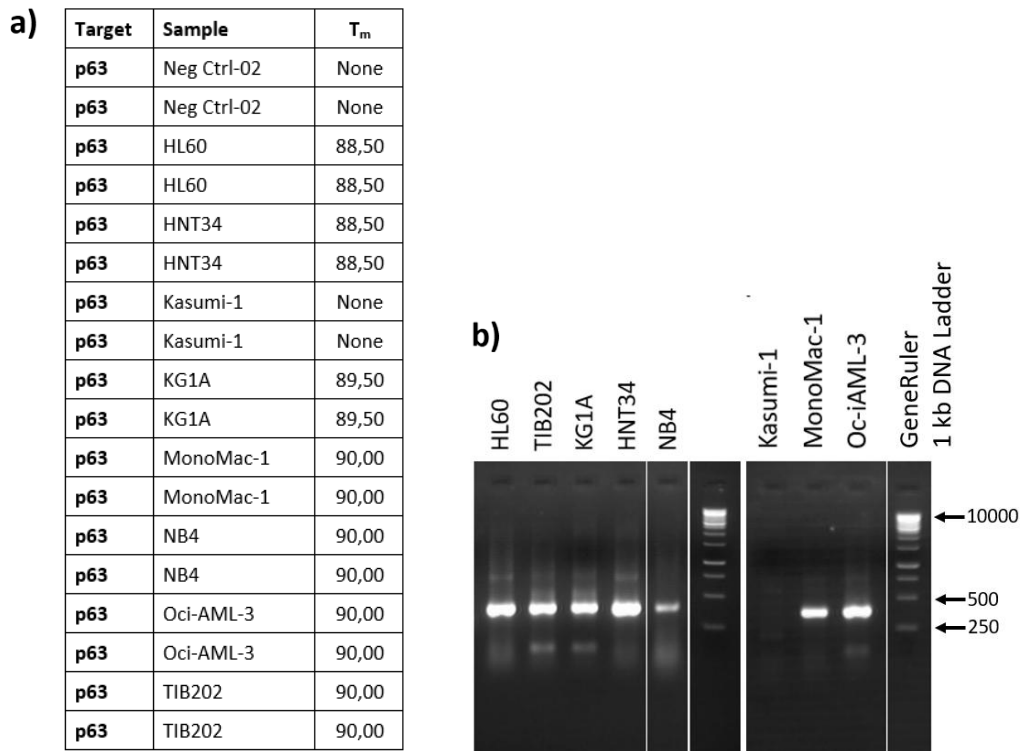 a)
Target Sample Tm
p63 Neg Ctrl-02 None
p63 Neg Ctrl-02 None
p63 HL60 88,50
p63 HL60 88,50
p63 HNT34 88,50
p63 HNT34 88,50
p63 Kasumi-1 None
p63 Kasumi-1 None
p63 KG1A 89,50
p63 KG1A 89,50
p63 MonoMac-1 90,00
p63 MonoMac-1 90,00
p63 NB4 90,00
p63 NB4 90,00
p63 Oci-AML-3 90,00
p63 Oci-AML-3 90,00
p63 TIB202 90,00
p63 TIB202 90,00
b)
HL60
TIB202
KG1A
HNT34
NB4
Kasumi-1
MonoMac-1
Oc-iAML-3
GeneRuler
1 kb DNA Ladder
10000
500
250